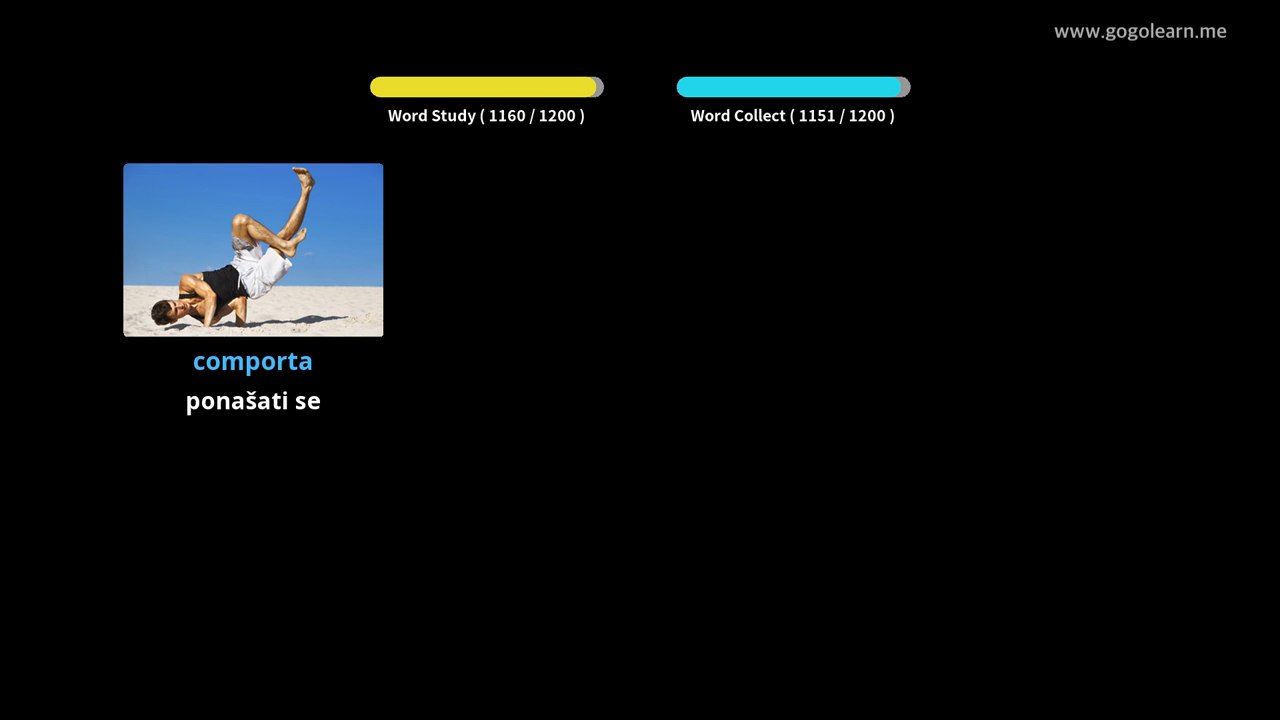 www.gogolearn.me
Word Study ( 1160 / 1200 )
Word Collect ( 1151 / 1200 )
comporta
ponašati se